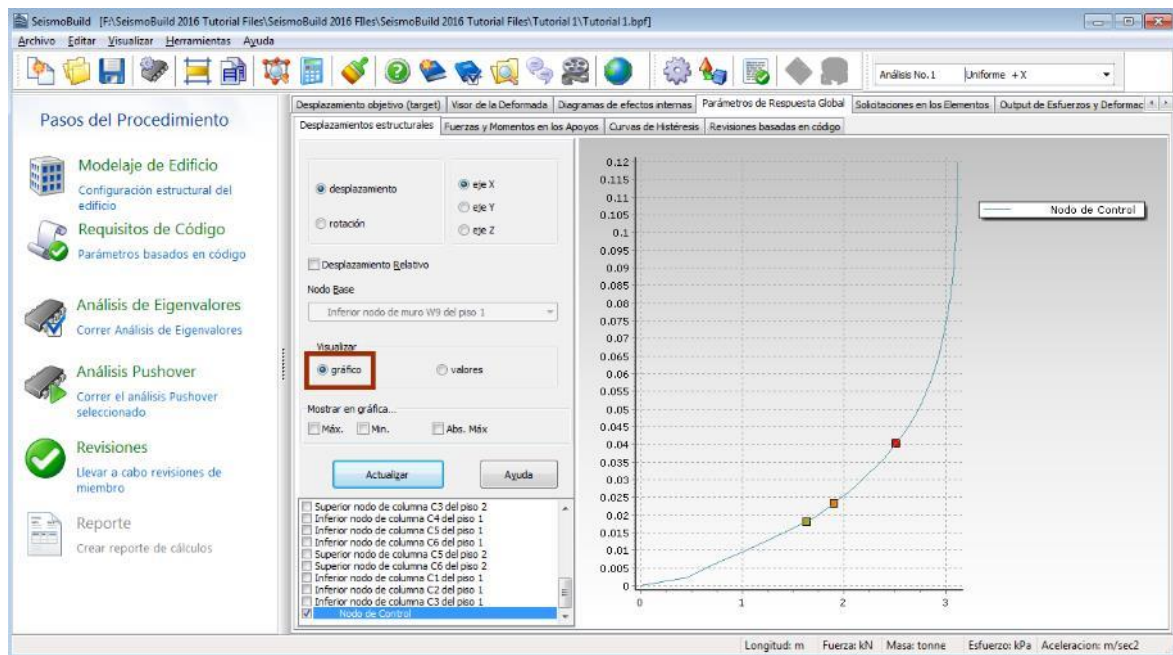 SeismoBuild [F:\SeismoBuild 2016 Tutorial Files\SeismoBuild 2016 FIles\SeismoBuild 2016 Tutorial Files\Tutorial 1\Tutorial 1.bpf]
Archivo Editar Visualizar Herramientas Ayuda
Análisis No. 1 Uniforme +X
Pasos del Procedimiento
Modelaje de Edificio
Configuración estructural del
edificio
Requisitos de Código
Parámetros basados en código
Análisis de Eigenvalores
Correr Análisis de Eigenvalores
Análisis Pushover
Correr el análisis Pushover
seleccionado
Revisiones
Llevar a cabo revisiones de
miembro
Reporte
Crear reporte de cálculos
Desplazamiento objetivo (target) Visor de la Deformada Diagramas de efectos internas Parámetros de Respuesta Global Solicitaciones en los Elementos Output de Esfuerzos y Deformac
Desplazamientos estructurales Fuerzas y Momentos en los Apoyos Curvas de Histéresis Revisiones basadas en código
desplazamiento
rotación
eje X
eje Y
eje Z
Desplazamiento Relativo
Nodo Base
Inferior nodo de muro W9 del piso 1
Visualizar
gráfico valores
Mostrar en gráfica...
Máx. Min. Abs. Máx
Actualizar Ayuda
Superior nodo de columna C3 del piso 2
Inferior nodo de columna C4 del piso 1
Inferior nodo de columna C5 del piso 1
Inferior nodo de columna C6 del piso 1
Superior nodo de columna C5 del piso 2
Superior nodo de columna C6 del piso 2
Inferior nodo de columna C1 del piso 1
Inferior nodo de columna C2 del piso 1
Inferior nodo de columna C3 del piso 1
Nodo de Control
0.12
0.115
0.11
0.105
0.1
0.095
0.09
0.085
0.08
0.075
0.07
0.065
0.06
0.055
0.05
0.045
0.04
0.035
0.03
0.025
0.02
0.015
0.01
0.005
0
0 1 2 3
Nodo de Control
Longitud: m Fuerza: kN Masa: tonne Esfuerzo: kPa Aceleracion: m/sec2